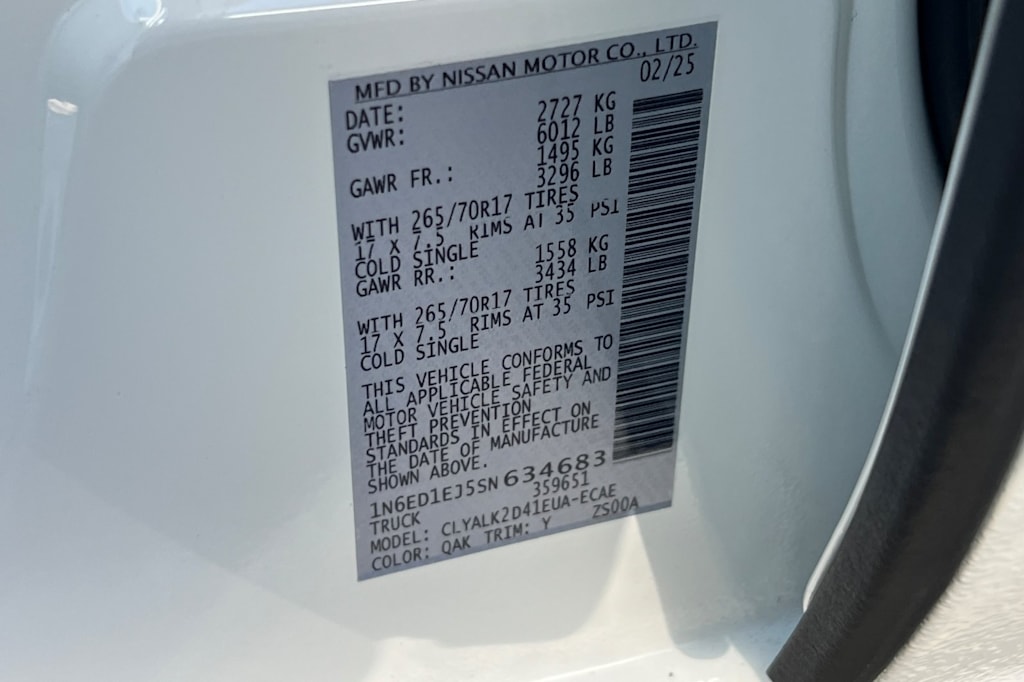 MFD BY NISSAN MOTOR CO., LTD.
DATE: 02/25
GVWR: 2727 KG
6012 LB
GAWR FR.: 1495 KG
3296 LB
WITH 265/70R17 TIRES
17 X 7.5 RIMS AT 35 PSI
COLD SINGLE
GAWR RR.: 1558 KG
3434 LB
WITH 265/70R17 TIRES
17 X 7.5 RIMS AT 35 PSI
COLD SINGLE
THIS VEHICLE CONFORMS TO
ALL APPLICABLE FEDERAL
MOTOR VEHICLE SAFETY AND
THEFT PREVENTION
STANDARDS IN EFFECT ON
THE DATE OF MANUFACTURE
SHOWN ABOVE.
1N6ED1EJ5SN634683
TRUCK 359651
MODEL: CLYALK2D41EUA-ECAE
COLOR: QAK TRIM: Y ZS00A